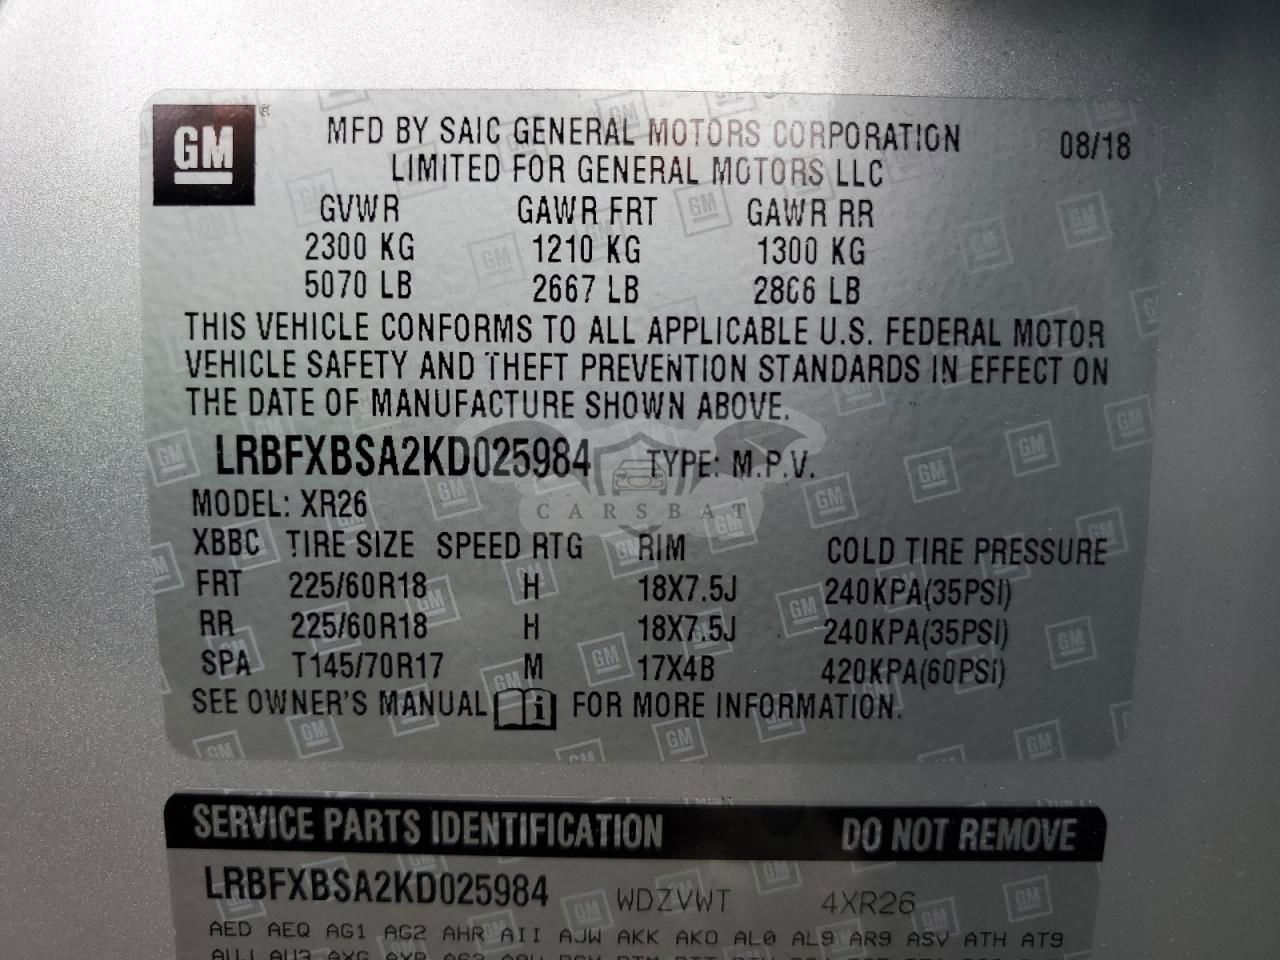 GM
MFD BY SAIC GENERAL MOTORS CORPORATION 08/18
LIMITED FOR GENERAL MOTORS LLC
GVWR GAWR FRT GAWR RR
2300 KG 1210 KG 1300 KG
5070 LB 2667 LB 2866 LB
THIS VEHICLE CONFORMS TO ALL APPLICABLE U.S. FEDERAL MOTOR
VEHICLE SAFETY AND THEFT PREVENTION STANDARDS IN EFFECT ON
THE DATE OF MANUFACTURE SHOWN ABOVE.
LRBFXBSA2KD025984 TYPE: M.P.V.
CARSBAT
MODEL: XR26
XBBC TIRE SIZE SPEED RTG RIM COLD TIRE PRESSURE
FRT 225/60R18 H 18X7.5J 240KPA(35PSI)
RR 225/60R18 H 18X7.5J 240KPA(35PSI)
SPA T145/70R17 M 17X4B 420KPA(60PSI)
SEE OWNER'S MANUAL i FOR MORE INFORMATION.
SERVICE PARTS IDENTIFICATION DO NOT REMOVE
LRBFXBSA2KD025984 WDZVWT 4XR26
AED AEQ AG1 AG2 AHR AII AJW AKK AKO AL0 AL9 AR9 ASV ATH AT9